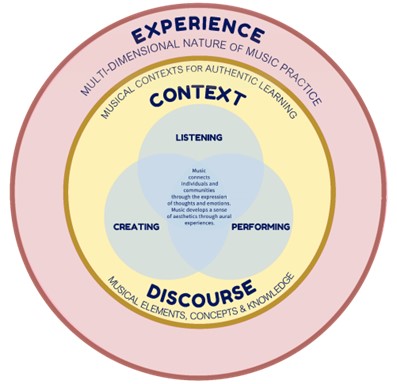 EXPERIENCE
MULTI-DIMENSIONAL NATURE OF MUSIC PRACTICE
MUSICAL CONTEXTS FOR AUTHENTIC LEARNING
CONTEXT
LISTENING
Music
connects
individuals and
communities
through the expression
of thoughts and emotions.
Music develops a sense
of aesthetics through aural
experiences.
CREATING
PERFORMING
DISCOURSE
MUSICAL ELEMENTS, CONCEPTS & KNOWLEDGE